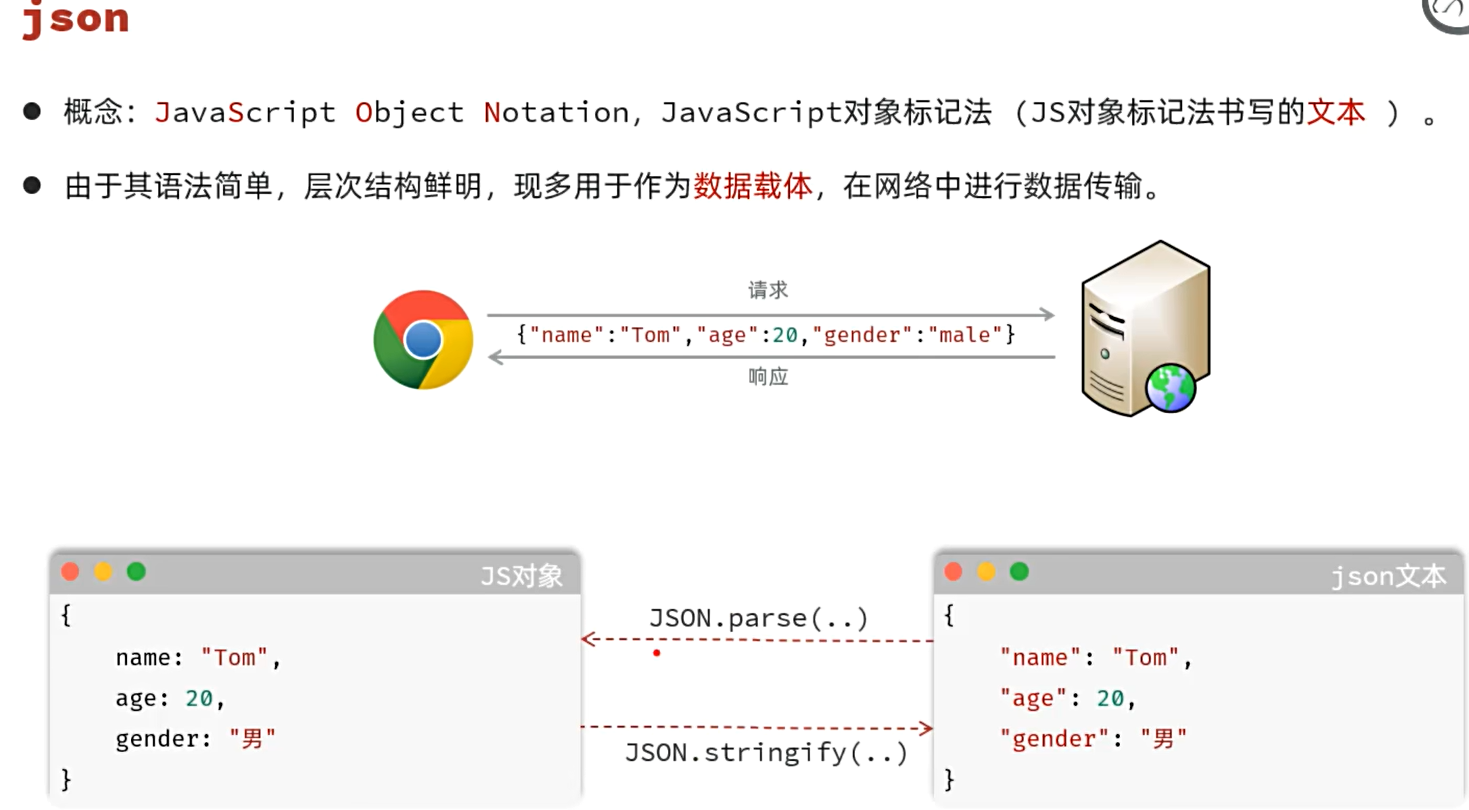 json
概念：JavaScript Object Notation，JavaScript对象标记法（JS对象标记法书写的文本 ）。
由于其语法简单，层次结构鲜明，现多用于作为数据载体，在网络中进行数据传输。
请求
{"name":"Tom","age":20,"gender":"male"}
响应
JS对象
{
name: "Tom",
age: 20,
gender: "男"
}
JSON.parse(..)
JSON.stringify(..)
json文本
{
"name": "Tom",
"age": 20,
"gender": "男"
}